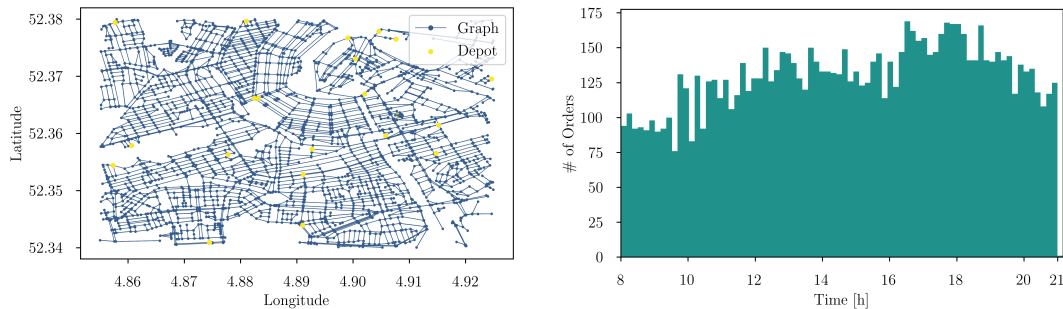 52.38
52.37
52.36
52.35
52.34
Latitude
4.86 4.87 4.88 4.89 4.90 4.91 4.92
Longitude
Graph
Depot
175
150
125
100
75
50
25
0
# of Orders
8 10 12 14 16 18 20 21
Time [h]